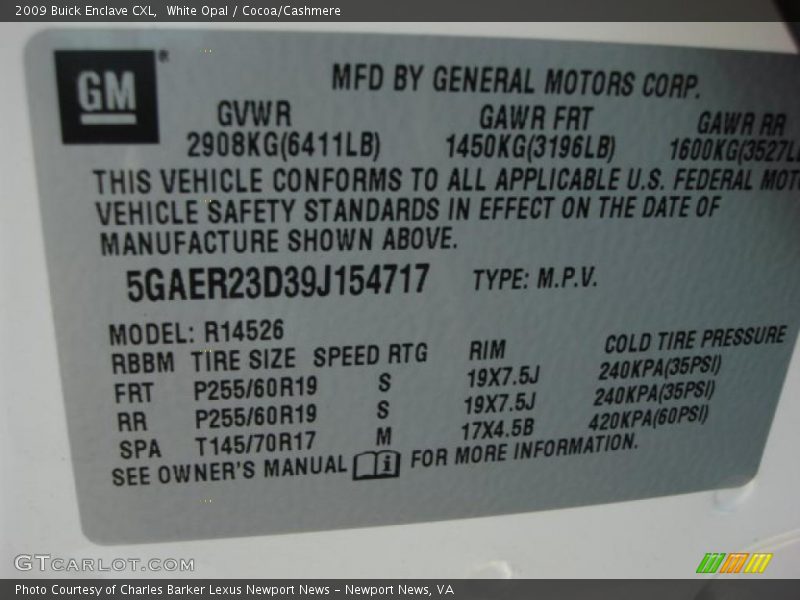 2009 Buick Enclave CXL, White Opal / Cocoa/Cashmere
GM ®
MFD BY GENERAL MOTORS CORP.
GVWR GAWR FRT GAWR RR
2908KG(6411LB) 1450KG(3196LB) 1600KG(3527L
THIS VEHICLE CONFORMS TO ALL APPLICABLE U.S. FEDERAL MOT
VEHICLE SAFETY STANDARDS IN EFFECT ON THE DATE OF
MANUFACTURE SHOWN ABOVE.
5GAER23D39J154717 TYPE: M.P.V.
MODEL: R14526
RBBM TIRE SIZE SPEED RTG RIM COLD TIRE PRESSURE
FRT P255/60R19 S 19X7.5J 240KPA(35PSI)
RR P255/60R19 S 19X7.5J 240KPA(35PSI)
SPA T145/70R17 M 17X4.5B 420KPA(60PSI)
SEE OWNER'S MANUAL i FOR MORE INFORMATION.
GTCARLOT.COM
Photo Courtesy of Charles Barker Lexus Newport News - Newport News, VA